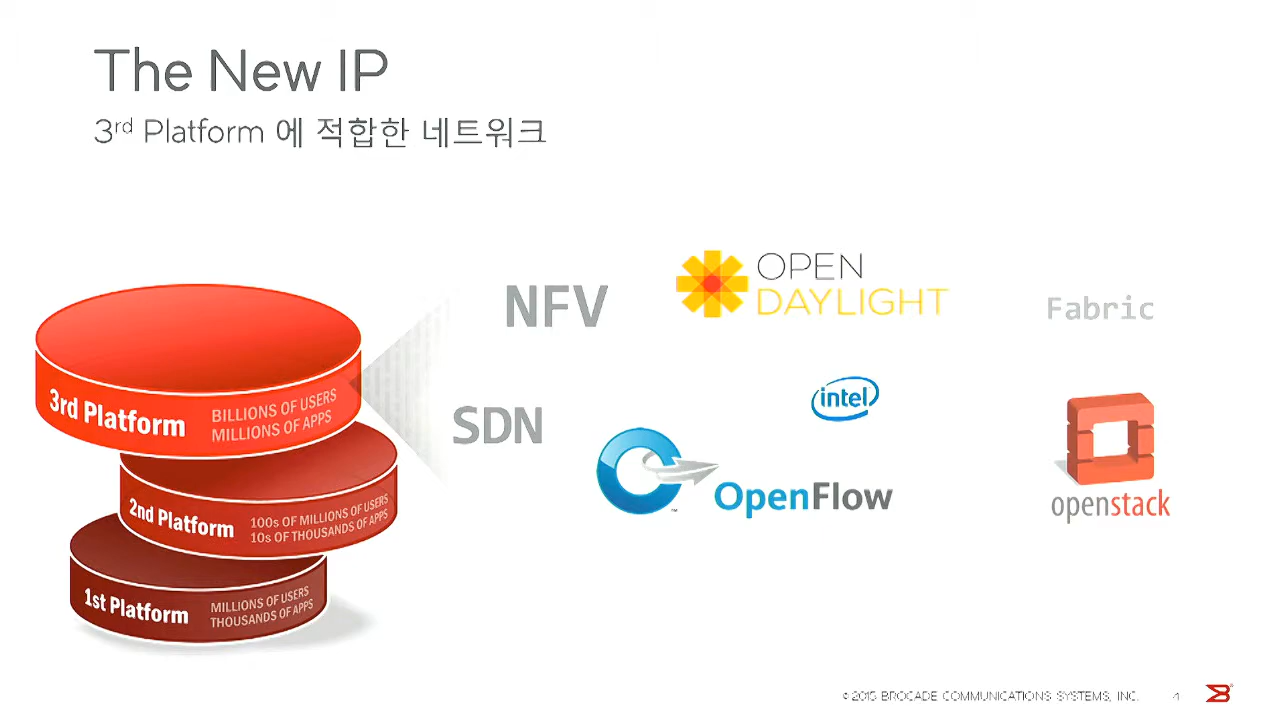 The New IP
3rd Platform 에 적합한 네트워크
NFV
OPEN
DAYLIGHT
Fabric
intel
SDN
OpenFlow
™
openstack
3rd Platform
BILLIONS OF USERS
MILLIONS OF APPS
2nd Platform
100s OF MILLIONS OF USERS
10s OF THOUSANDS OF APPS
1st Platform
MILLIONS OF USERS
THOUSANDS OF APPS
©2015 BROCADE COMMUNICATIONS SYSTEMS, INC.
4